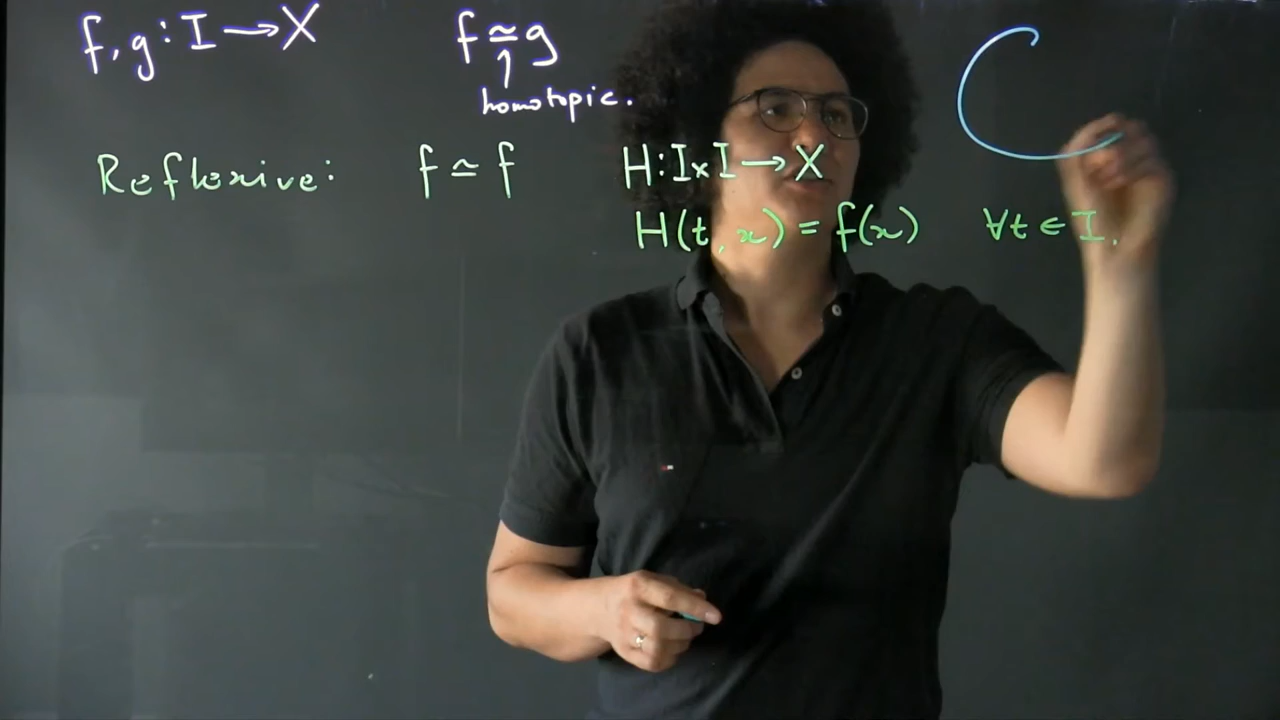 f, g : I → X f ≃ g
↑
homotopic.
Reflexive: f ≃ f H : I × I → X
H(t, x) = f(x) ∀t ∈ I.